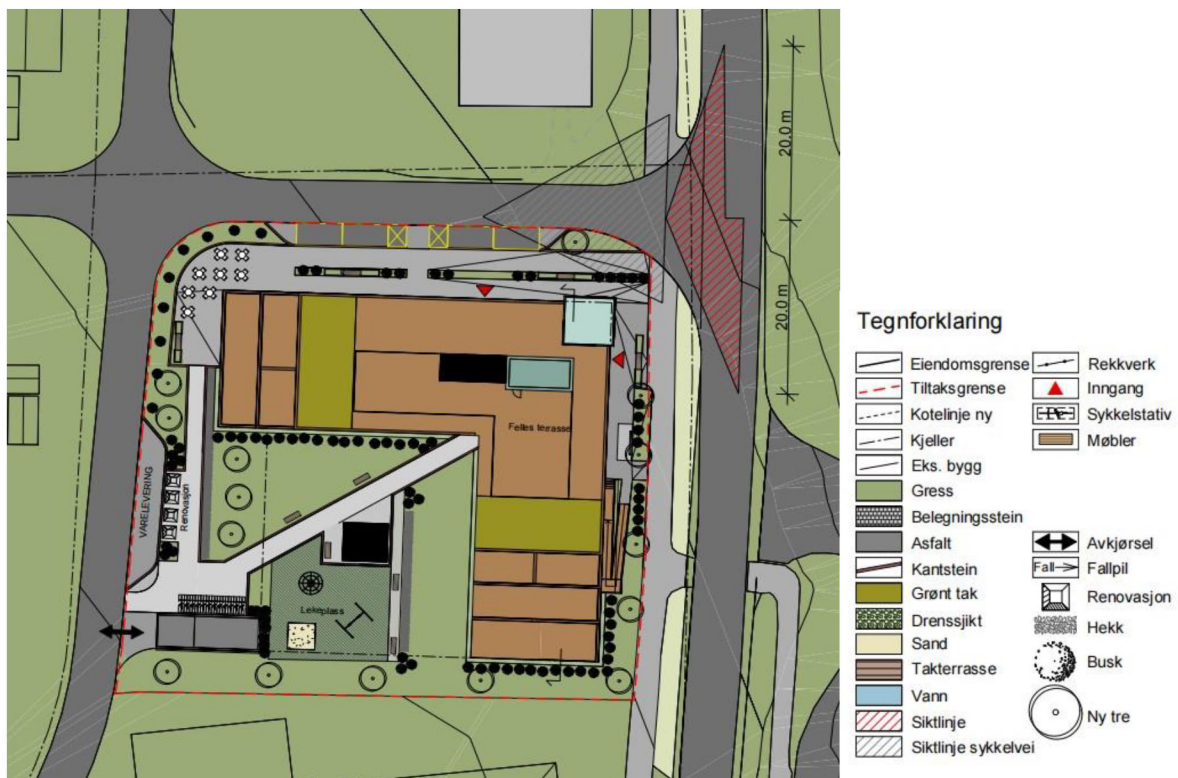 20.0 m
20.0 m
Felles terrasse
VARELEVERING
Renovasjon
Lekeplass
Tegnforklaring
Eiendomsgrense
Tiltaksgrense
Kotelinje ny
Kjeller
Eks. bygg
Gress
Belegningsstein
Asfalt
Kantstein
Grønt tak
Drenssjikt
Sand
Takterrasse
Vann
Siktlinje
Siktlinje sykkelvei
Rekkverk
Inngang
Sykkelstativ
Møbler
Avkjørsel
Fall Fallpil
Renovasjon
Hekk
Busk
Ny tre